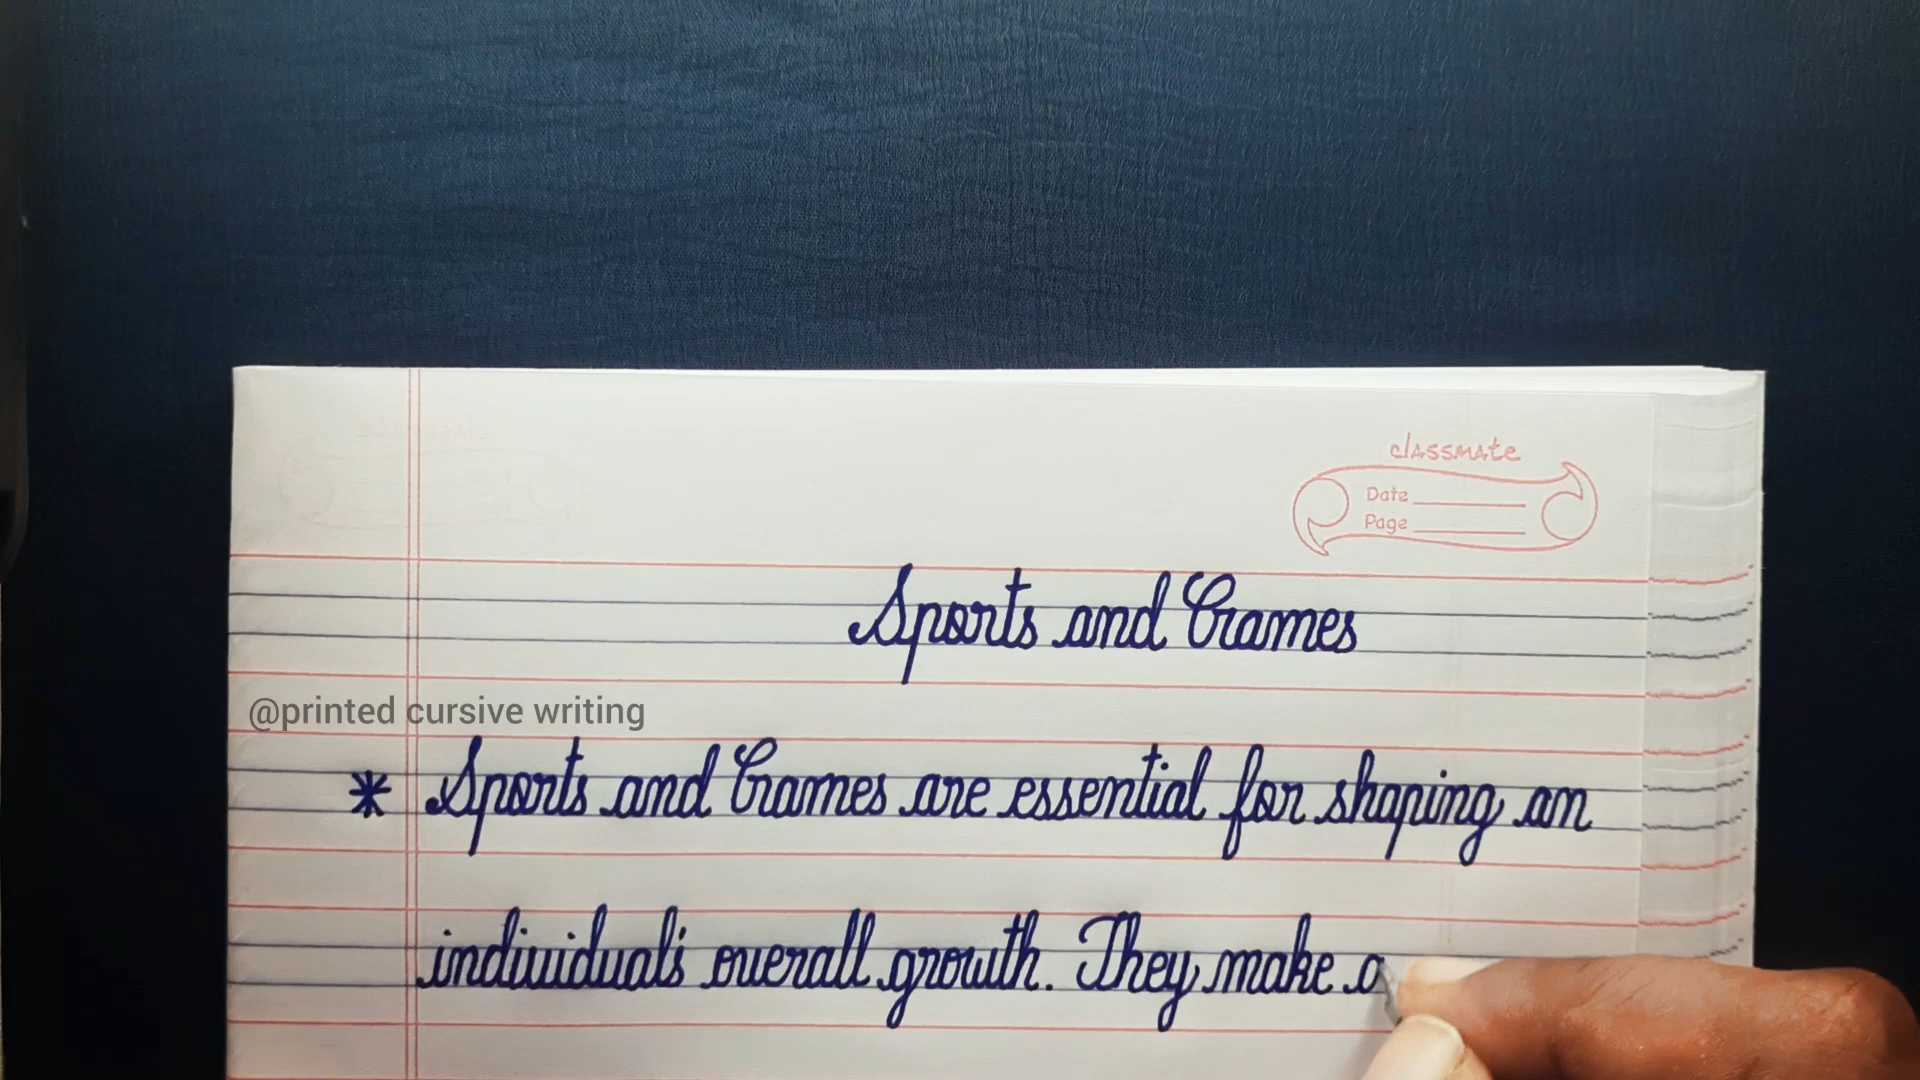 classmate
Date
Page
Sports and Games
@printed cursive writing
* Sports and Games are essential for shaping an
individual's overall growth. They make a